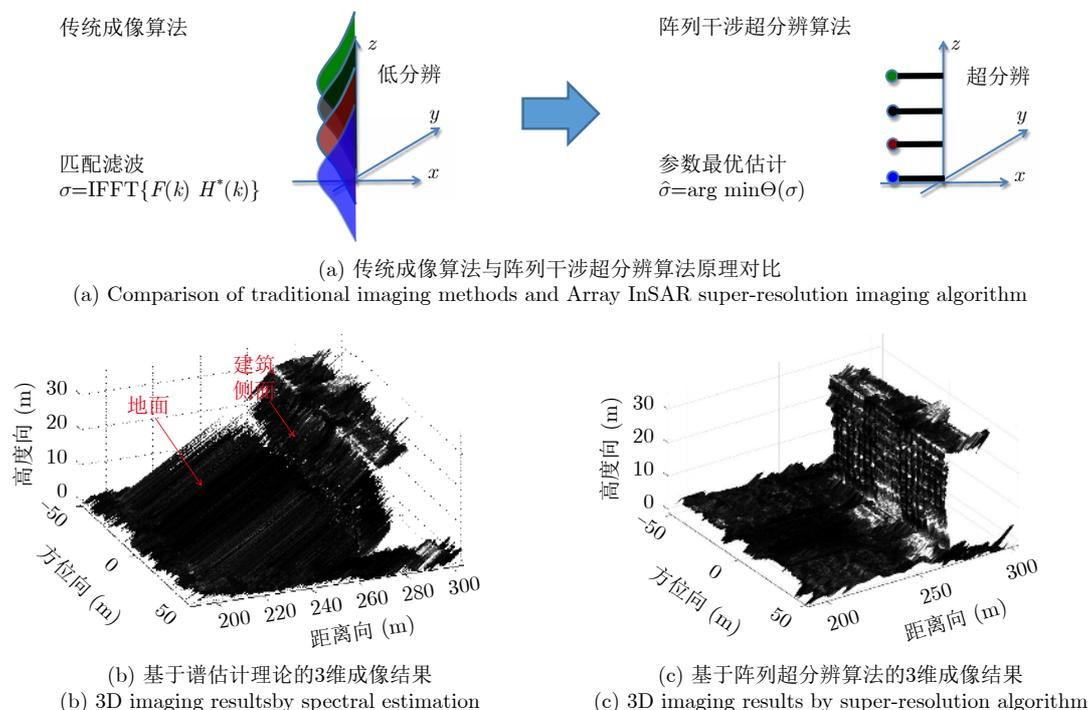 传统成像算法
z
低分辨
y
x
匹配滤波
σ=IFFT{F(k) H*(k)}
阵列干涉超分辨算法
z
超分辨
y
x
参数最优估计
σ̂=arg minΘ(σ)
(a) 传统成像算法与阵列干涉超分辨算法原理对比
(a) Comparison of traditional imaging methods and Array InSAR super-resolution imaging algorithm
建筑
侧面
地面
高度向 (m)
30
20
10
0
−50
0
50
方位向 (m)
200
220
240
260
280
300
距离向 (m)
高度向 (m)
30
20
10
0
−50
0
50
方位向 (m)
200
250
300
距离向 (m)
(b) 基于谱估计理论的3维成像结果
(b) 3D imaging resultsby spectral estimation
(c) 基于阵列超分辨算法的3维成像结果
(c) 3D imaging results by super-resolution algorithm